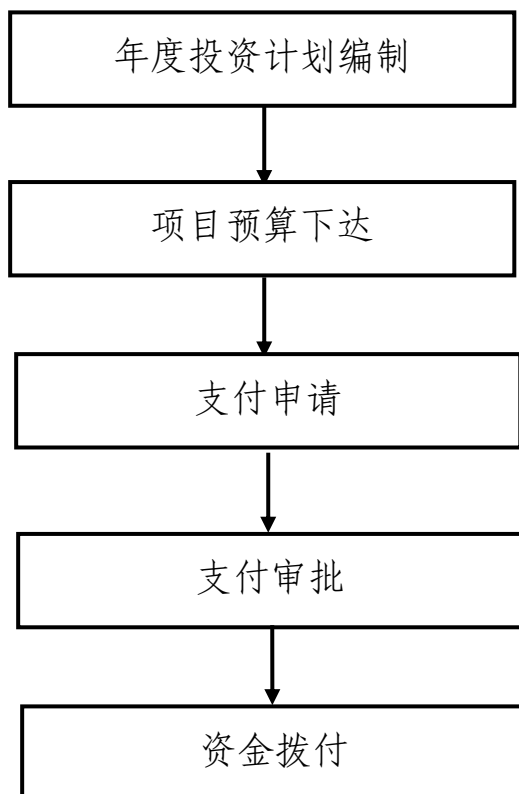 年度投资计划编制
项目预算下达
支付申请
支付审批
资金拨付